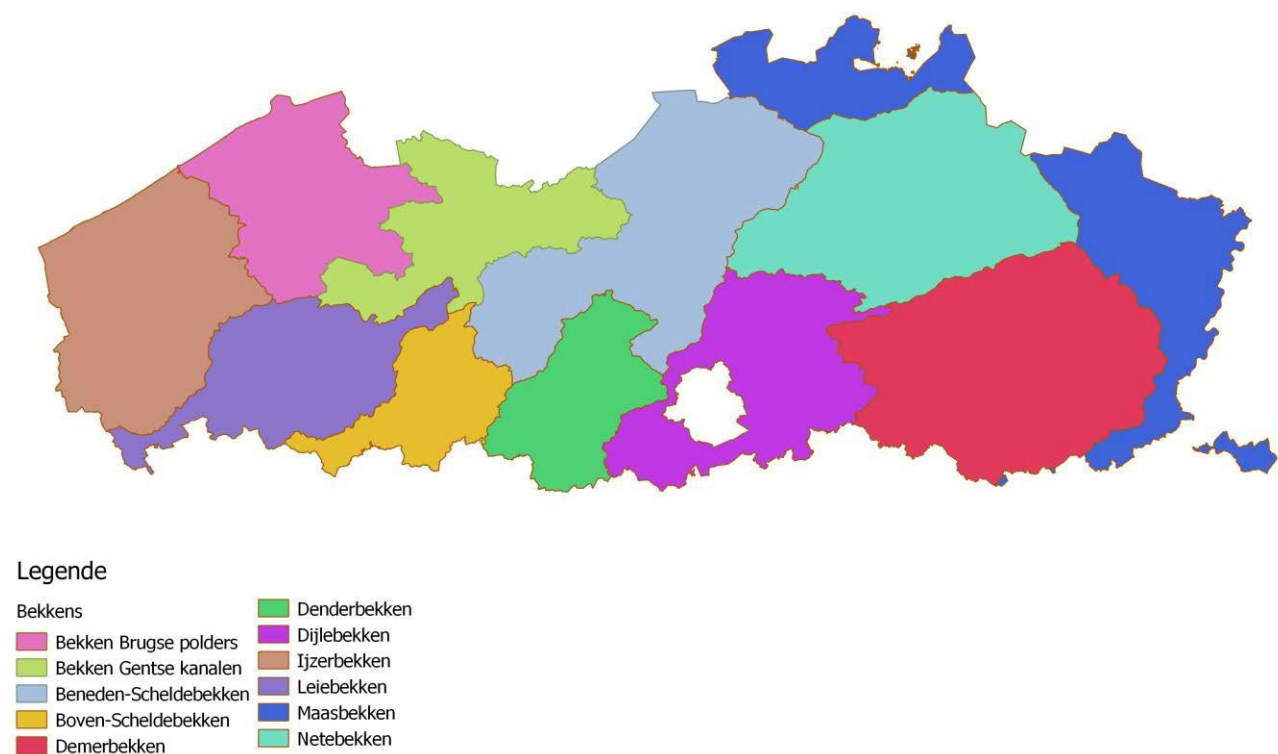 Legende
Bekkens
Bekken Brugse polders
Bekken Gentse kanalen
Beneden-Scheldebekken
Boven-Scheldebekken
Demerbekken
Denderbekken
Dijlebekken
Ijzerbekken
Leiebekken
Maasbekken
Netebekken